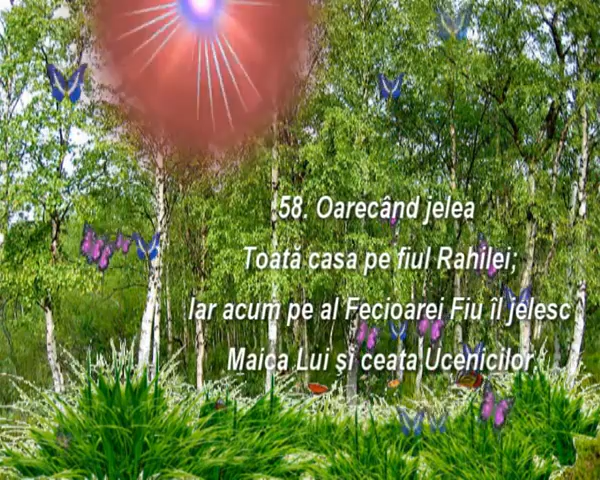 58. Oarecând jelea
Toată casa pe fiul Rahilei;
Iar acum pe al Fecioarei Fiu îl jelesc
Maica Lui şi ceata Ucenicilor.